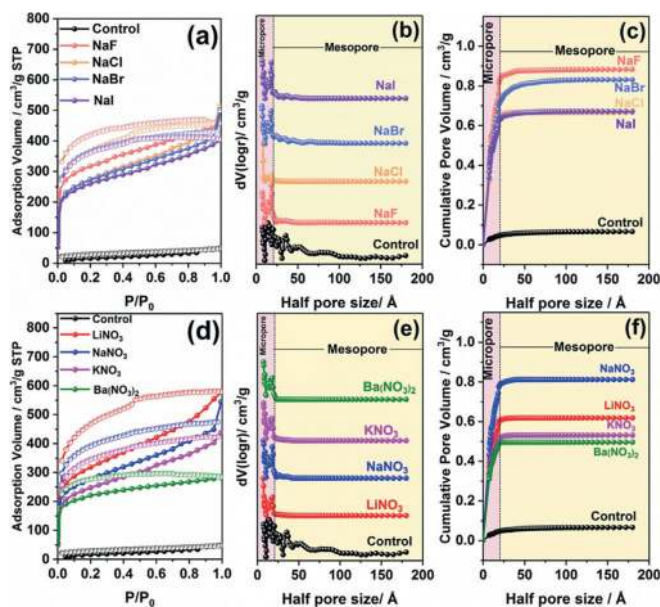 (a)
Control
NaF
NaCl
NaBr
NaI
Adsorption Volume / cm³/g STP
800
700
600
500
400
300
200
100
0
0.0 0.2 0.4 0.6 0.8 1.0
P/P₀
(b)
Micropore
Mesopore
NaI
NaBr
NaCl
NaF
Control
dV(logr)/ cm³/g
0 50 100 150 200
Half pore size/ Å
(c)
Micropore
Mesopore
NaF
NaBr
NaCl
NaI
Control
Cumulative Pore Volume / cm³/g
1.2
1.0
0.8
0.6
0.4
0.2
0.0
0 50 100 150 200
Half pore size/ Å
(d)
Control
LiNO₃
NaNO₃
KNO₃
Ba(NO₃)₂
Adsorption Volume / cm³/g STP
800
700
600
500
400
300
200
100
0
0.0 0.2 0.4 0.6 0.8 1.0
P/P₀
(e)
Micropore
Mesopore
Ba(NO₃)₂
KNO₃
NaNO₃
LiNO₃
Control
dV(logr)/ cm³/g
0 50 100 150 200
Half pore size/ Å
(f)
Micropore
Mesopore
NaNO₃
LiNO₃
KNO₃
Ba(NO₃)₂
Control
Cumulative Pore Volume / cm³/g
1.0
0.8
0.6
0.4
0.2
0.0
0 50 100 150 200
Half pore size/ Å